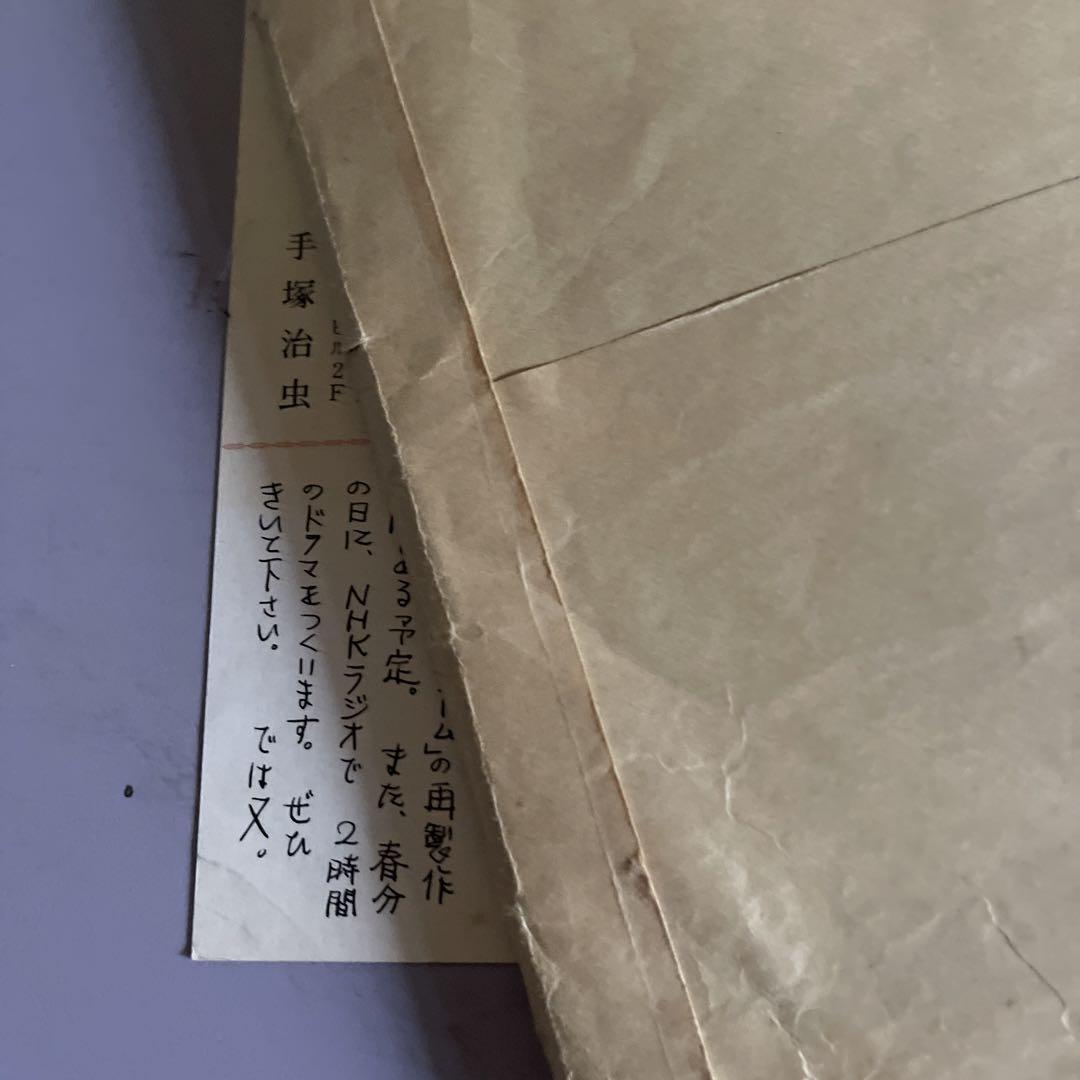 ビル2F
手塚治虫
ーム」の再製作
る予定。 また、春分
の日に、NHKラジオで 2時間
のドラマをつくります。 ぜひ
きいて下さい。 では又。